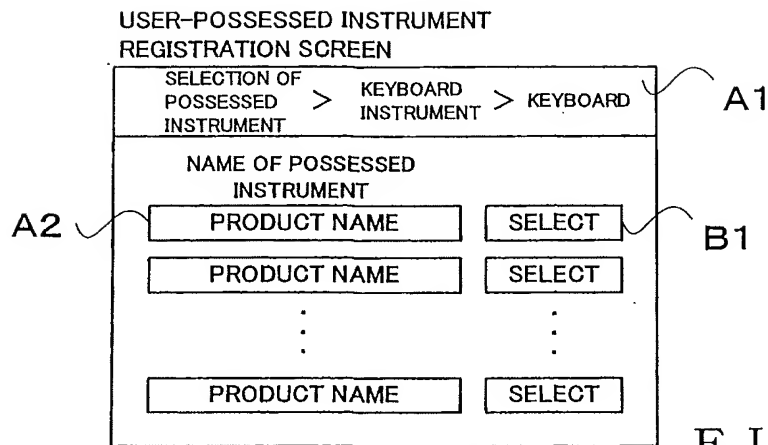 USER-POSSESSED INSTRUMENT
REGISTRATION SCREEN
SELECTION OF
POSSESSED
INSTRUMENT
>
KEYBOARD
INSTRUMENT
> KEYBOARD
A1
NAME OF POSSESSED
INSTRUMENT
A2
PRODUCT NAME
SELECT
B1
PRODUCT NAME
SELECT
PRODUCT NAME
SELECT